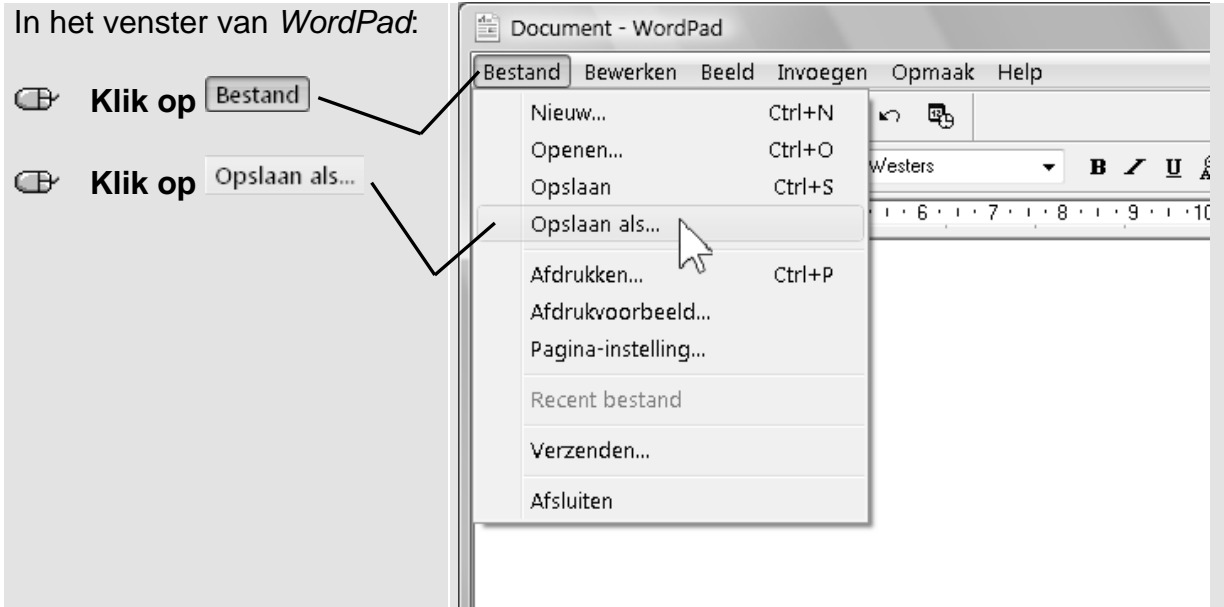 In het venster van WordPad:
Klik op Bestand
Klik op Opslaan als...
Document - WordPad
Bestand Bewerken Beeld Invoegen Opmaak Help
Nieuw... Ctrl+N
Openen... Ctrl+O
Opslaan Ctrl+S
Opslaan als...
Afdrukken... Ctrl+P
Afdrukvoorbeeld...
Pagina-instelling...
Recent bestand
Verzenden...
Afsluiten
Westers B / U
6 7 8 9 10